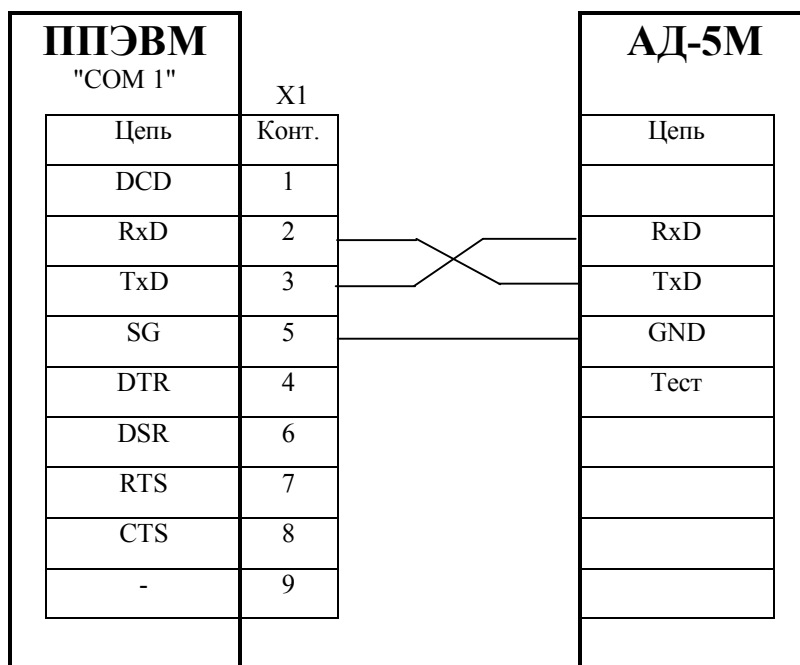 ППЭВМ АД-5М
"COM 1"
X1
Цепь Конт. Цепь
DCD 1
RxD 2 RxD
TxD 3 TxD
SG 5 GND
DTR 4 Тест
DSR 6
RTS 7
CTS 8
- 9